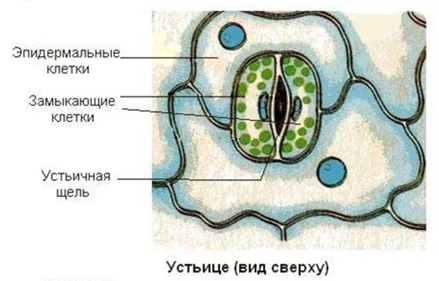 Эпидермальные
клетки
Замыкающие
клетки
Устьичная
щель
Устьице (вид сверху)